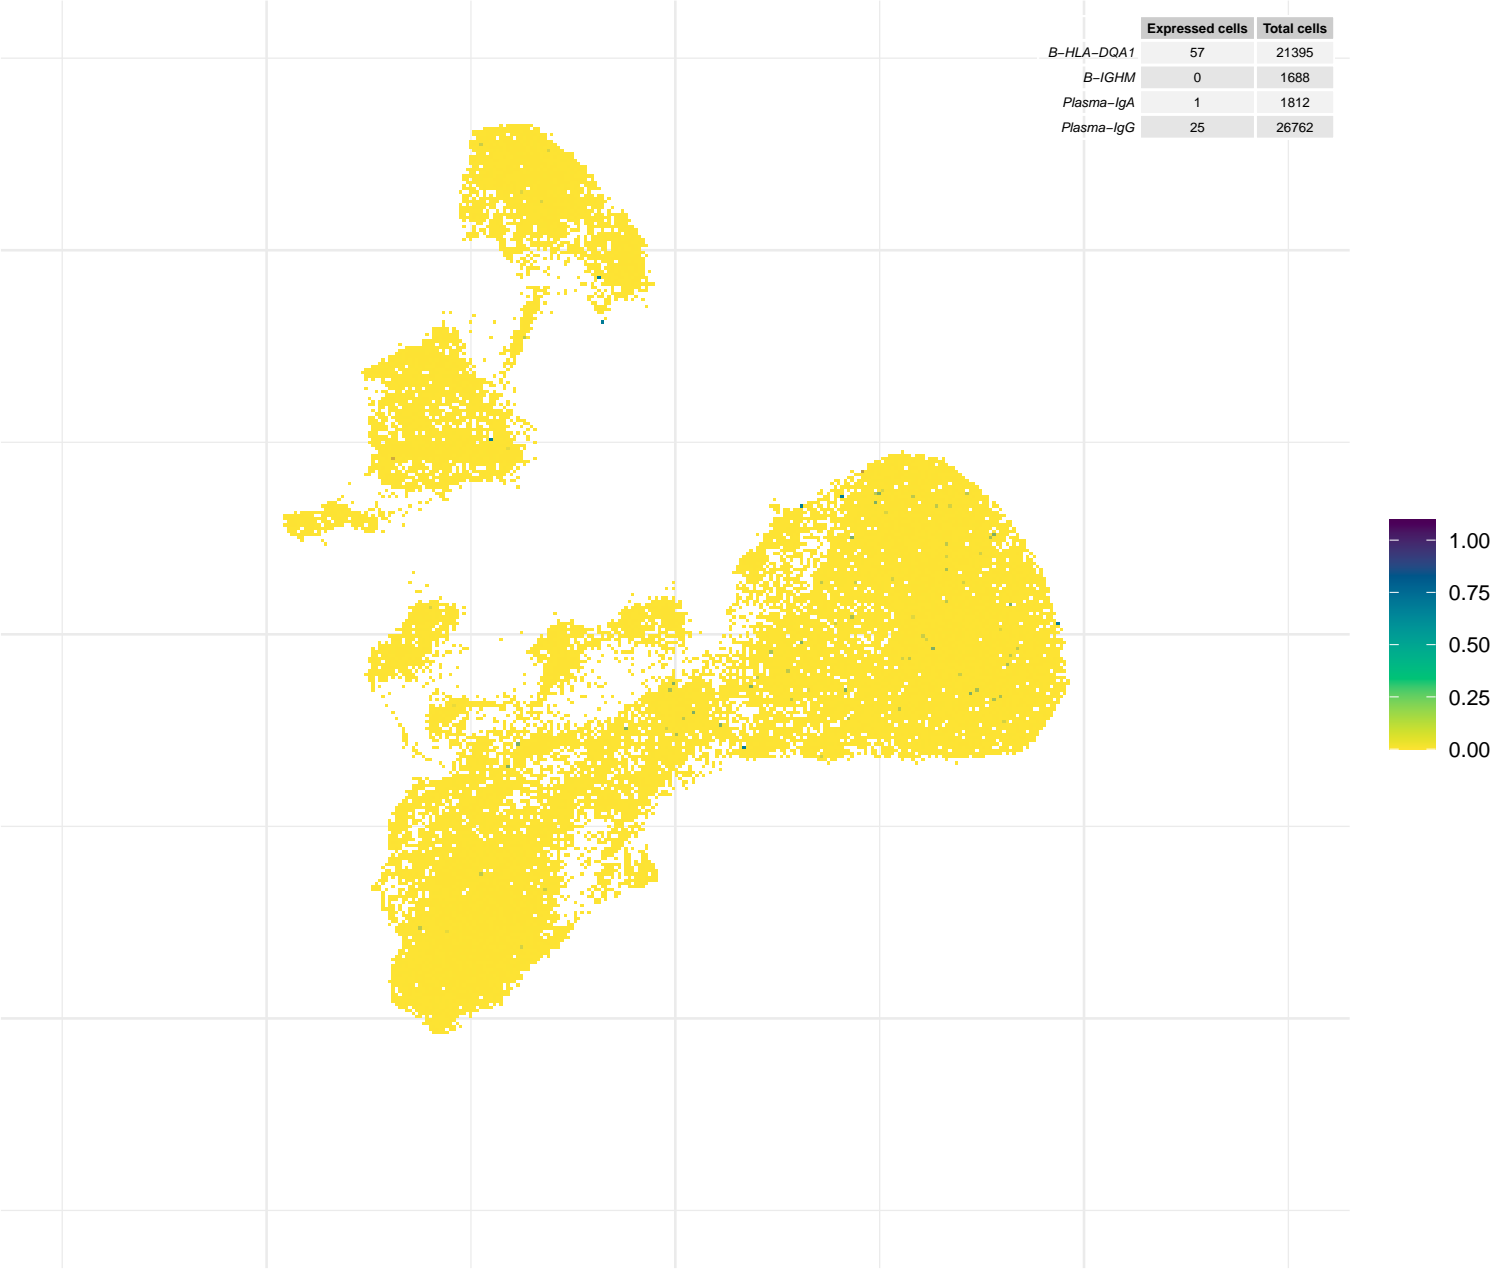 Expressed cells Total cells
B−HLA−DQA1 57 21395
B−IGHM 0 1688
Plasma−IgA 1 1812
Plasma−IgG 25 26762
1.00
0.75
0.50
0.25
0.00